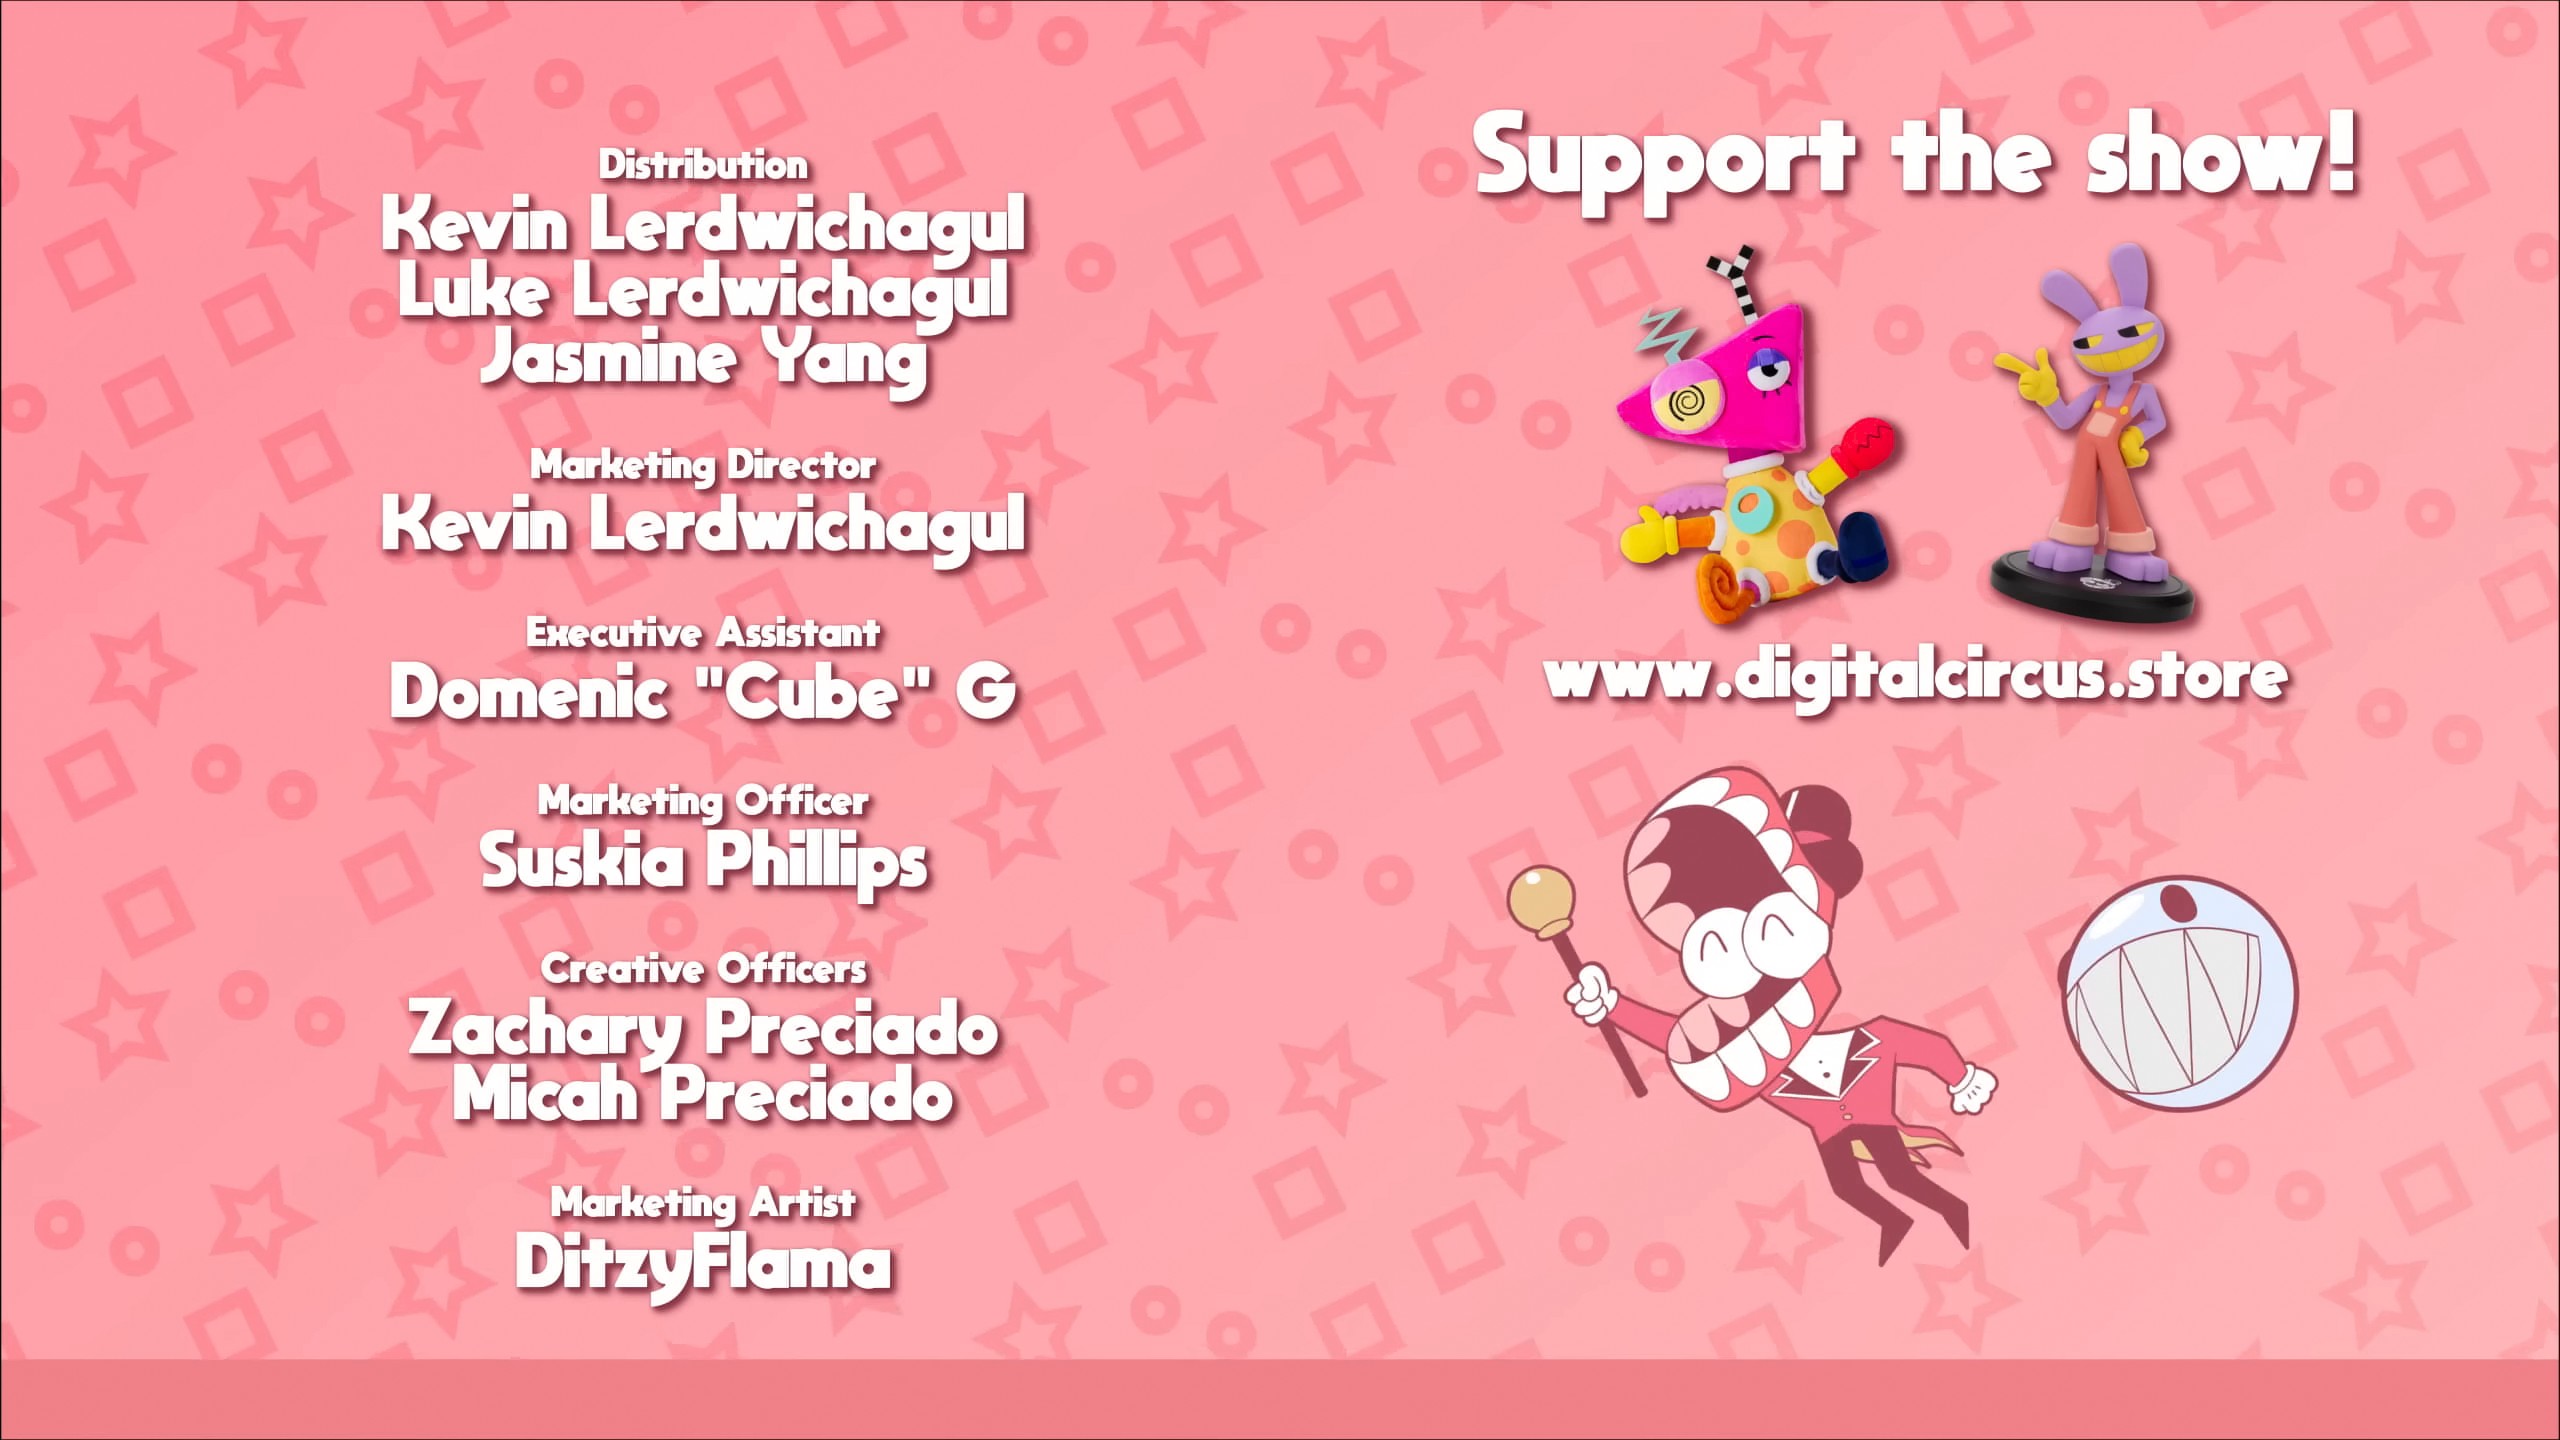 Distribution
Kevin Lerdwichagul
Luke Lerdwichagul
Jasmine Yang
Marketing Director
Kevin Lerdwichagul
Executive Assistant
Domenic "Cube" G
Marketing Officer
Suskia Phillips
Creative Officers
Zachary Preciado
Micah Preciado
Marketing Artist
DitzyFlama
Support the show!
www.digitalcircus.store